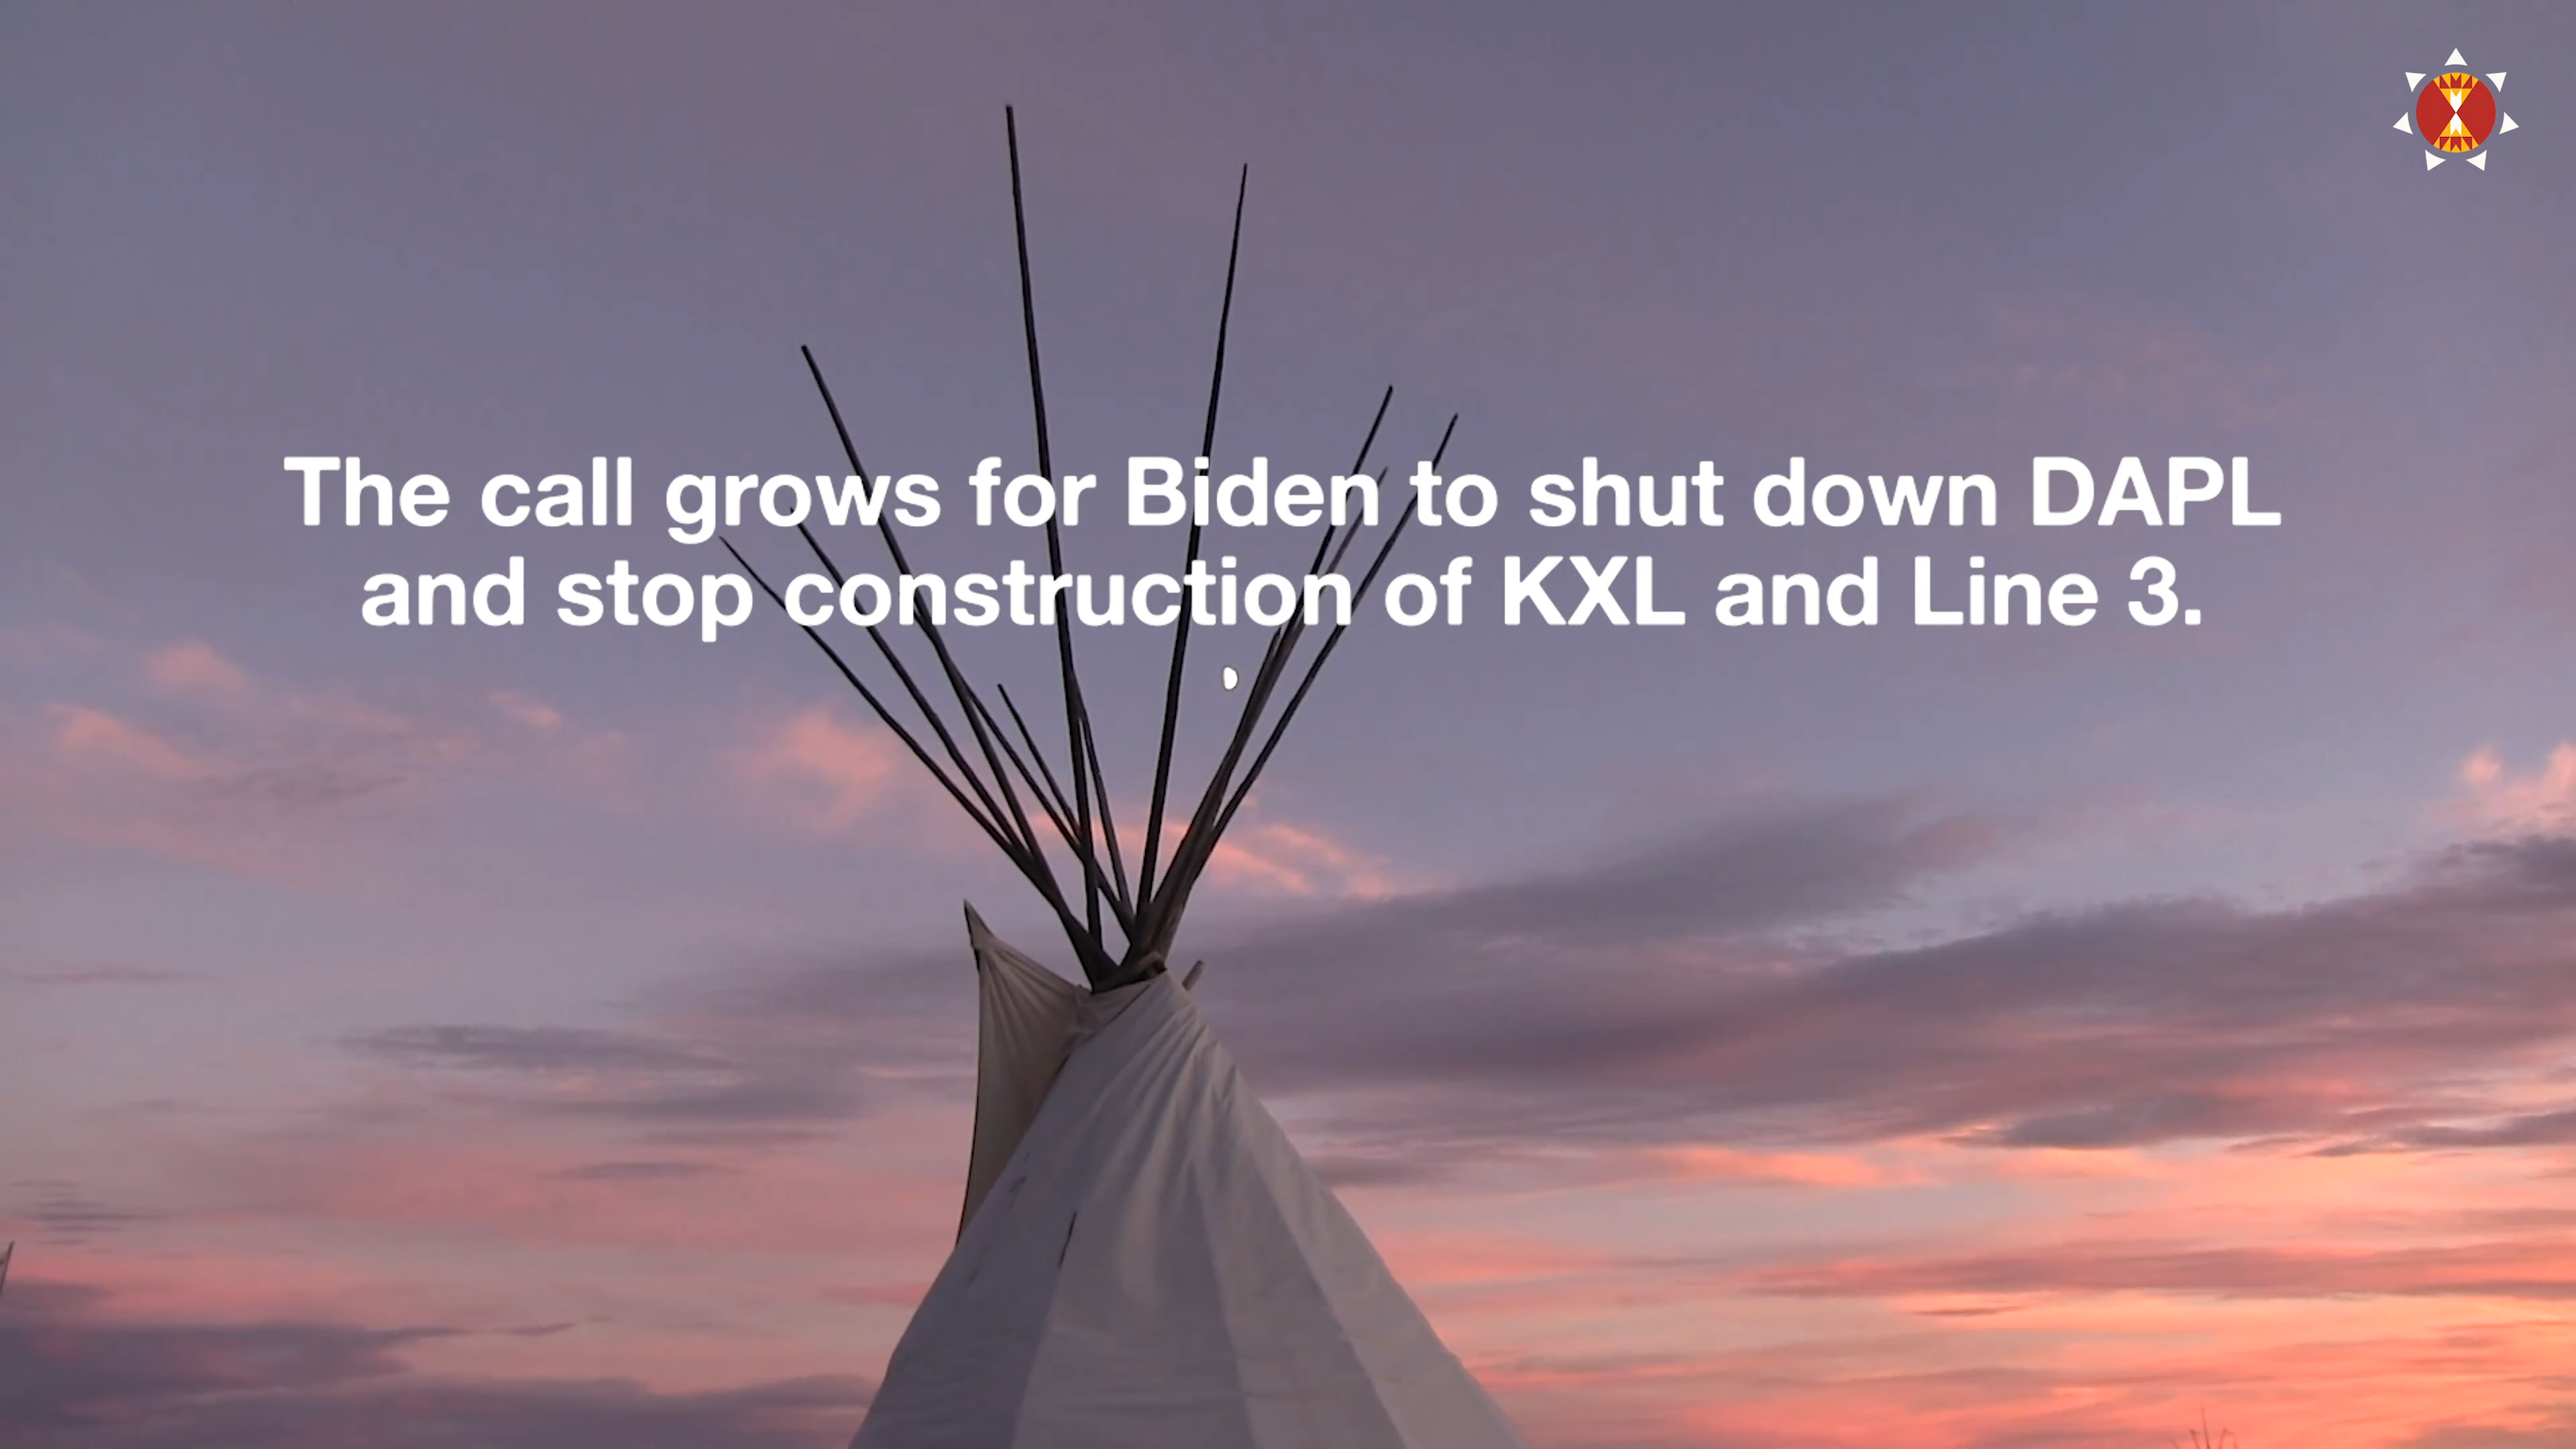 The call grows for Biden to shut down DAPL
and stop construction of KXL and Line 3.